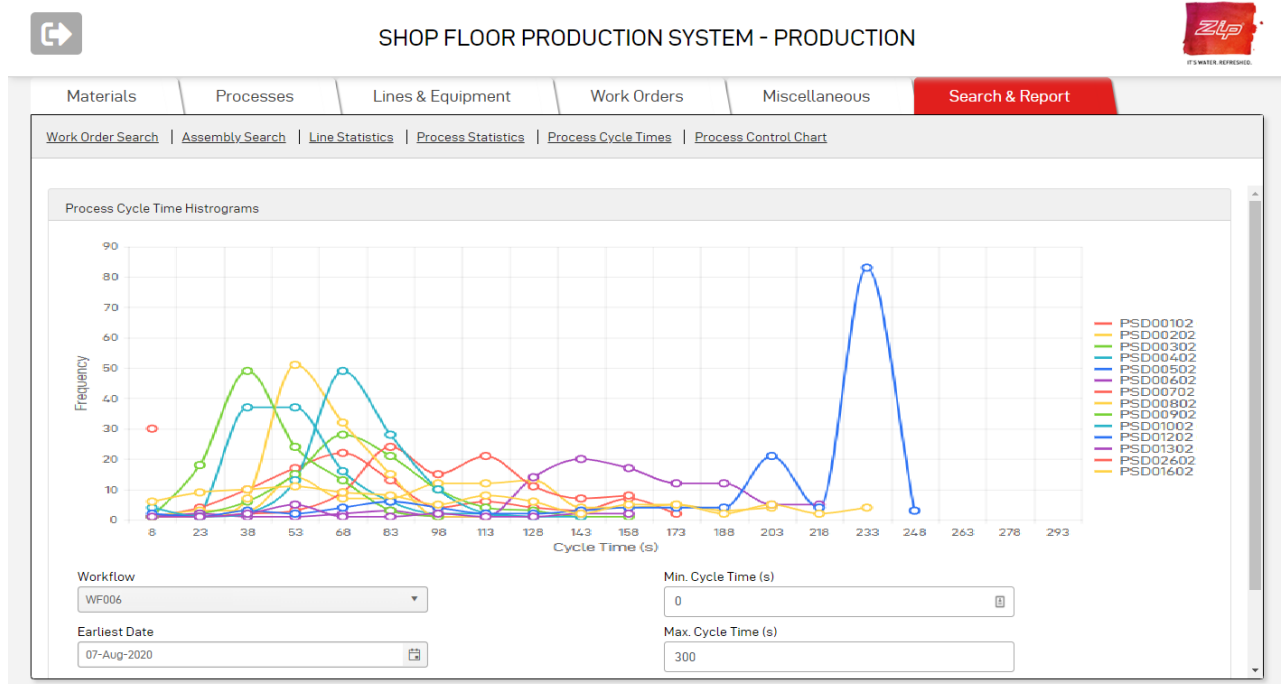 SHOP FLOOR PRODUCTION SYSTEM - PRODUCTION
Zip
IT'S WATER. REFRESHED.
Materials Processes Lines & Equipment Work Orders Miscellaneous Search & Report
Work Order Search | Assembly Search | Line Statistics | Process Statistics | Process Cycle Times | Process Control Chart
Process Cycle Time Histrograms
90
80
70
60
50
40
30
20
10
0
Frequency
8 23 38 53 68 83 98 113 128 143 158 173 188 203 218 233 248 263 278 293
Cycle Time (s)
PSD00102
PSD00202
PSD00302
PSD00402
PSD00502
PSD00602
PSD00702
PSD00802
PSD00902
PSD01002
PSD01202
PSD01302
PSD02602
PSD01602
Workflow
WF006
Min. Cycle Time (s)
0
Earliest Date
07-Aug-2020
Max. Cycle Time (s)
300